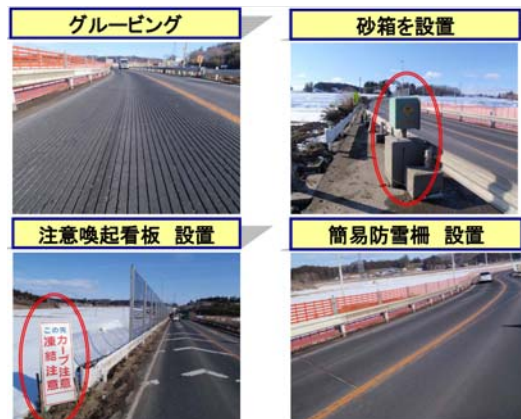 グルービング
砂箱を設置
注意喚起看板 設置
簡易防雪柵 設置
この先
カーブ注意
凍結注意